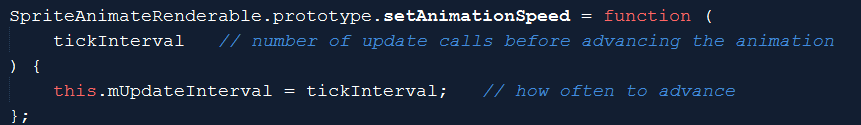 SpriteAnimateRenderable.prototype.setAnimationSpeed = function (
    tickInterval   // number of update calls before advancing the animation
) {
    this.mUpdateInterval = tickInterval;   // how often to advance
};